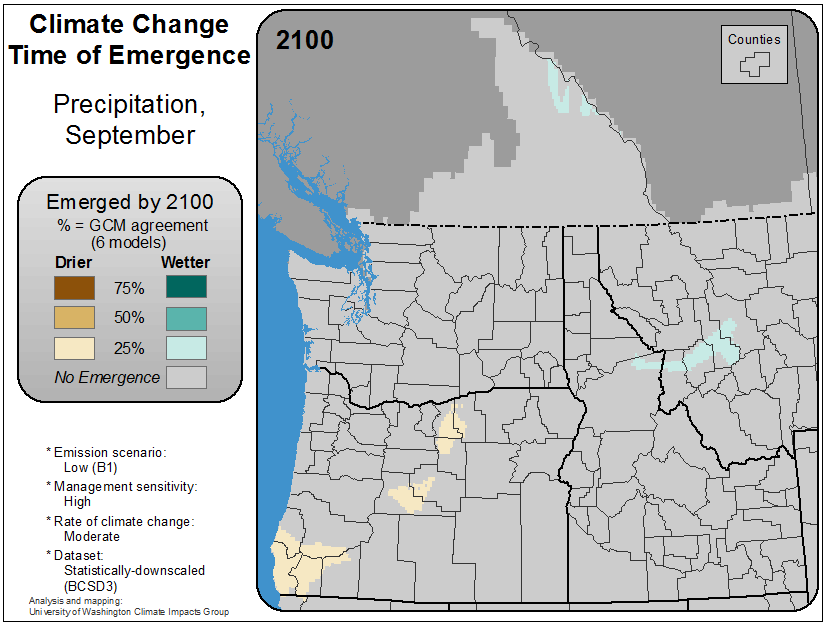 Climate Change
Time of Emergence
Precipitation,
September
Emerged by 2100
% = GCM agreement
(6 models)
Drier Wetter
75%
50%
25%
No Emergence
* Emission scenario:
Low (B1)
* Management sensitivity:
High
* Rate of climate change:
Moderate
* Dataset:
Statistically-downscaled
(BCSD3)
Analysis and mapping:
University of Washington Climate Impacts Group
2100
Counties